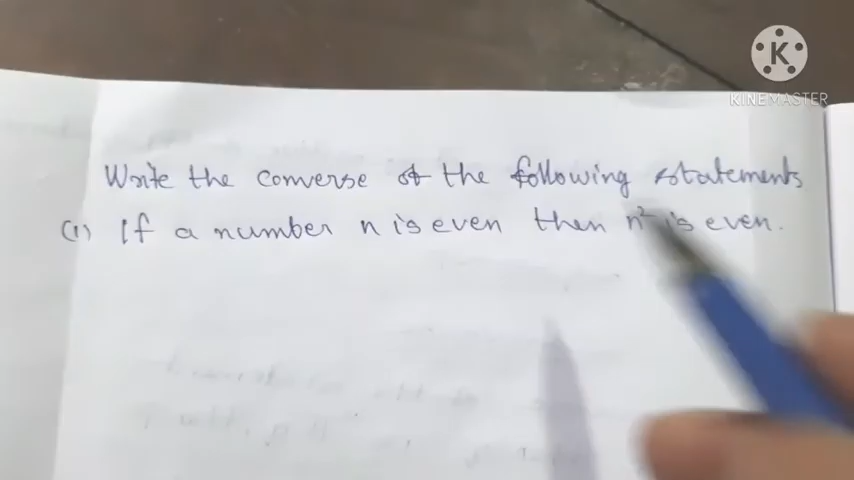 K
KINEMASTER
Write the converse of the following statements
(1) If a number n is even then n² is even.